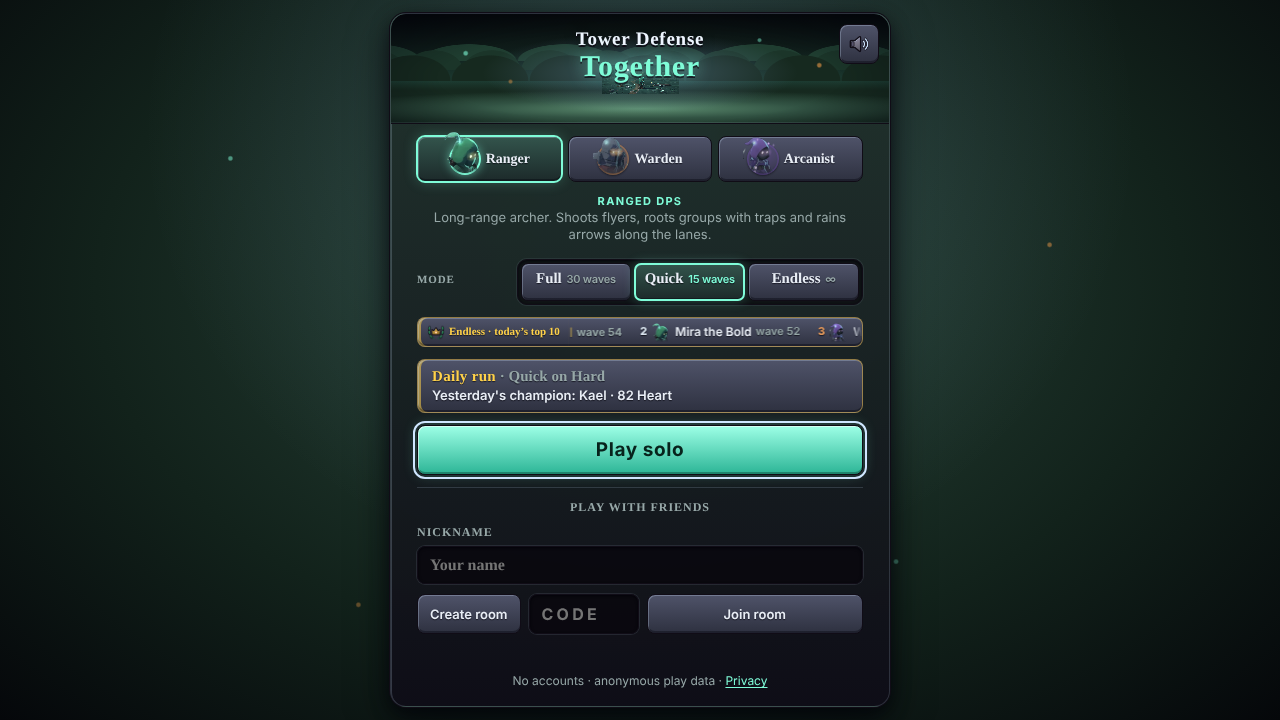 Tower Defense
Together
Ranger
Warden
Arcanist
RANGED DPS
Long-range archer. Shoots flyers, roots groups with traps and rains
arrows along the lanes.
MODE
Full 30 waves
Quick 15 waves
Endless ∞
Endless · today's top 10 wave 54 2 Mira the Bold wave 52 3
Daily run · Quick on Hard
Yesterday's champion: Kael · 82 Heart
Play solo
PLAY WITH FRIENDS
NICKNAME
Your name
Create room
CODE
Join room
No accounts · anonymous play data · Privacy